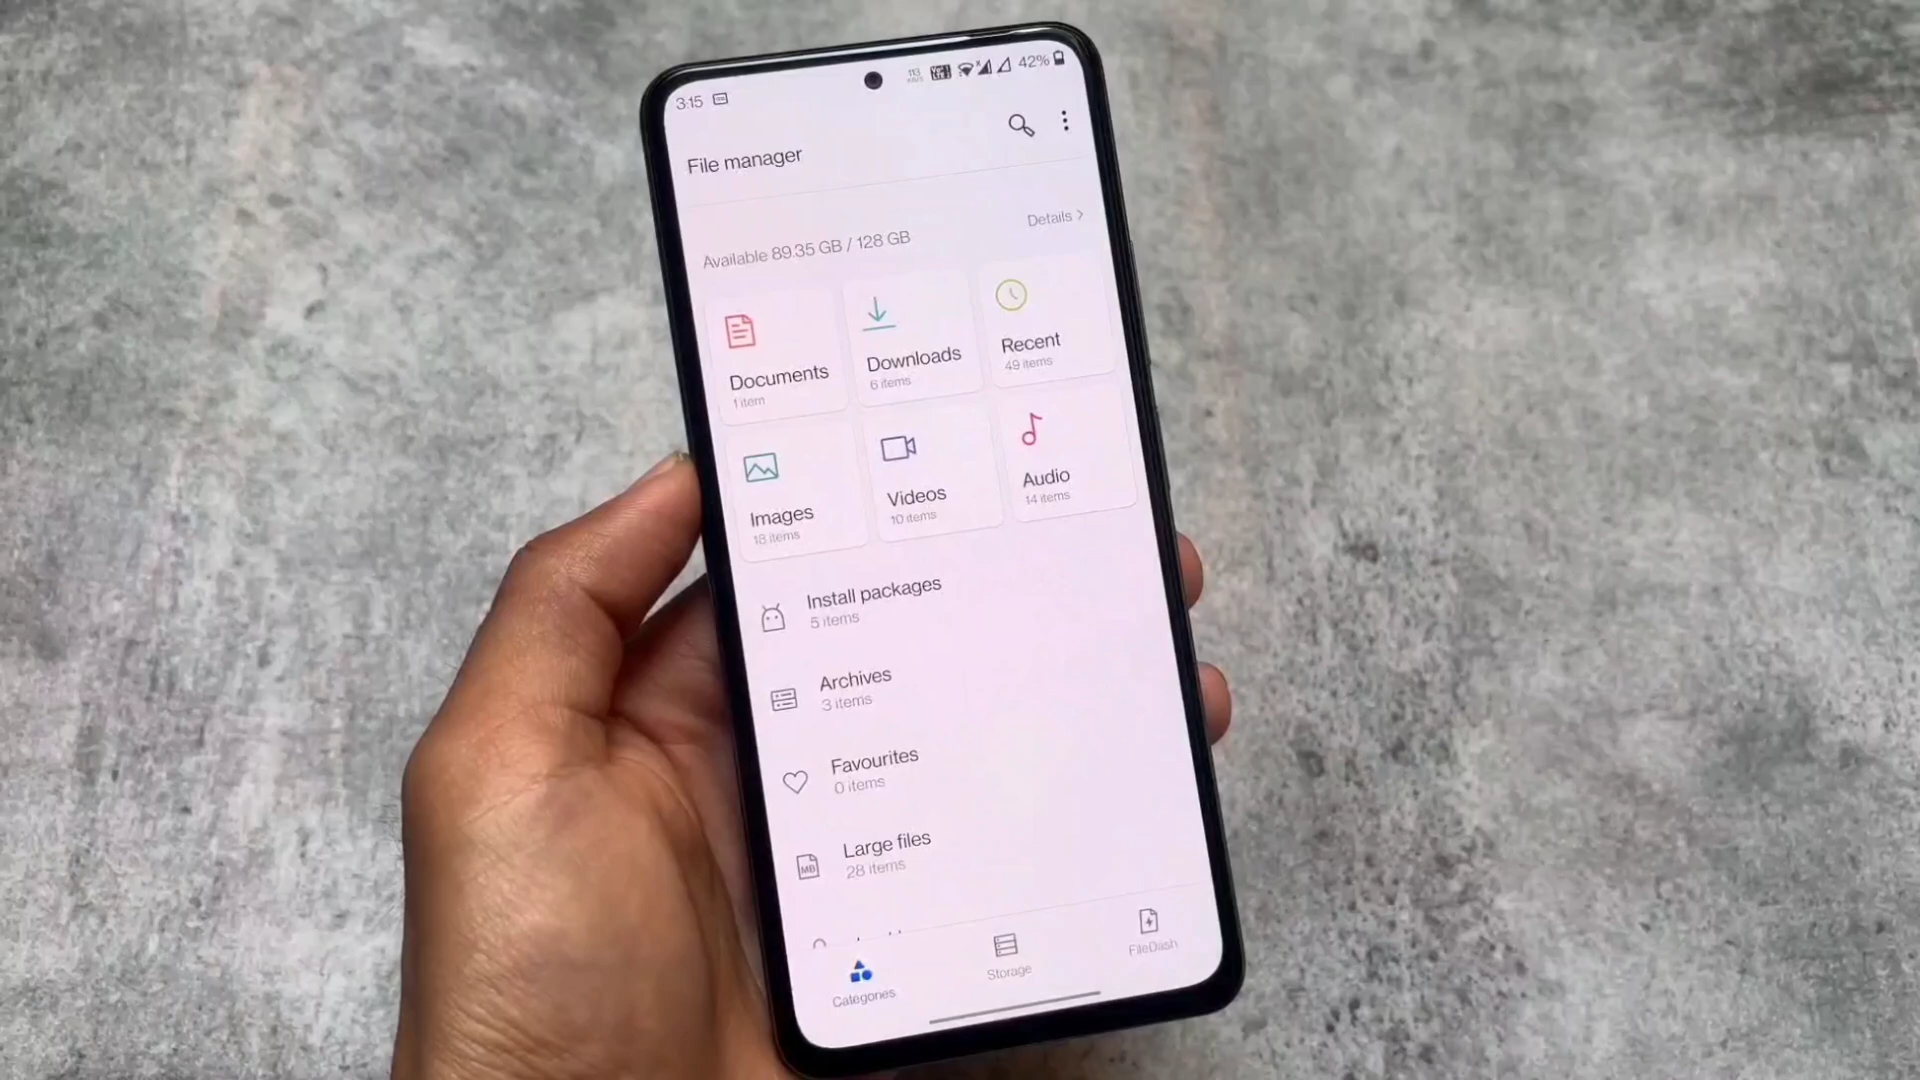 3:15
42%
File manager
Details >
Available 89.35 GB / 128 GB
Documents
1 item
Downloads
6 items
Recent
49 items
Images
18 items
Videos
10 items
Audio
14 items
Install packages
5 items
Archives
3 items
Favourites
0 items
MB
Large files
28 items
Categories
Storage
FileDash